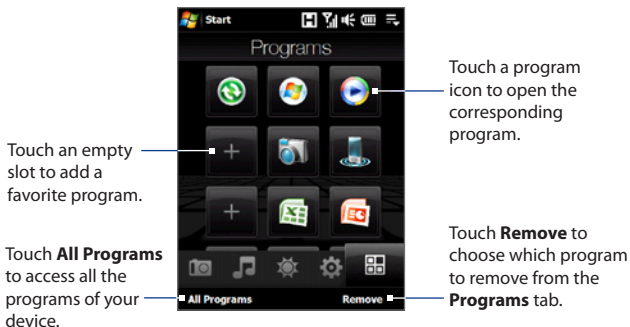 Start
Programs
Touch a program
icon to open the
corresponding
program.
Touch an empty
slot to add a
favorite program.
Touch Remove to
choose which program
to remove from the
Programs tab.
Touch All Programs
to access all the
programs of your
device.
All Programs
Remove